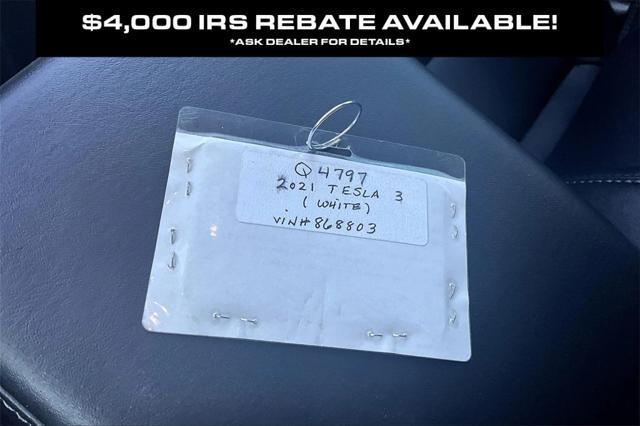 $4,000 IRS REBATE AVAILABLE!
*ASK DEALER FOR DETAILS*
Q4797
2021 TESLA 3
(WHITE)
VIN#868803